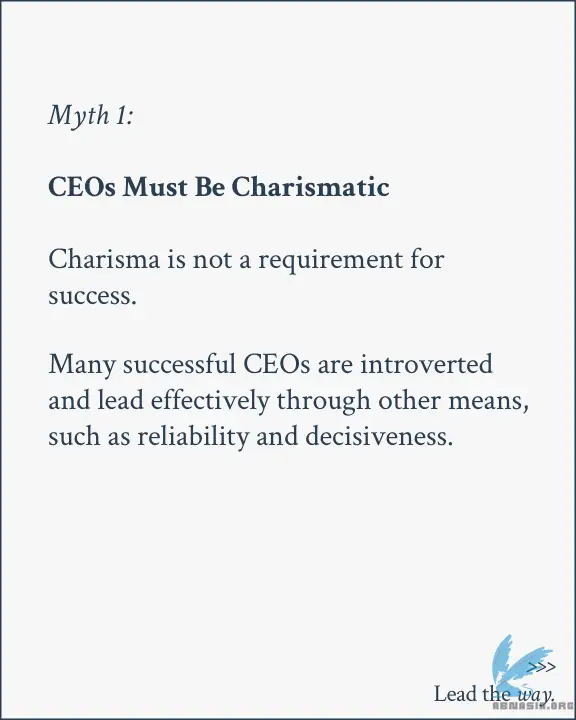 Myth 1:
CEOs Must Be Charismatic
Charisma is not a requirement for
success.
Many successful CEOs are introverted
and lead effectively through other means,
such as reliability and decisiveness.
>>>
Lead the way.
ABNASIA.ORG